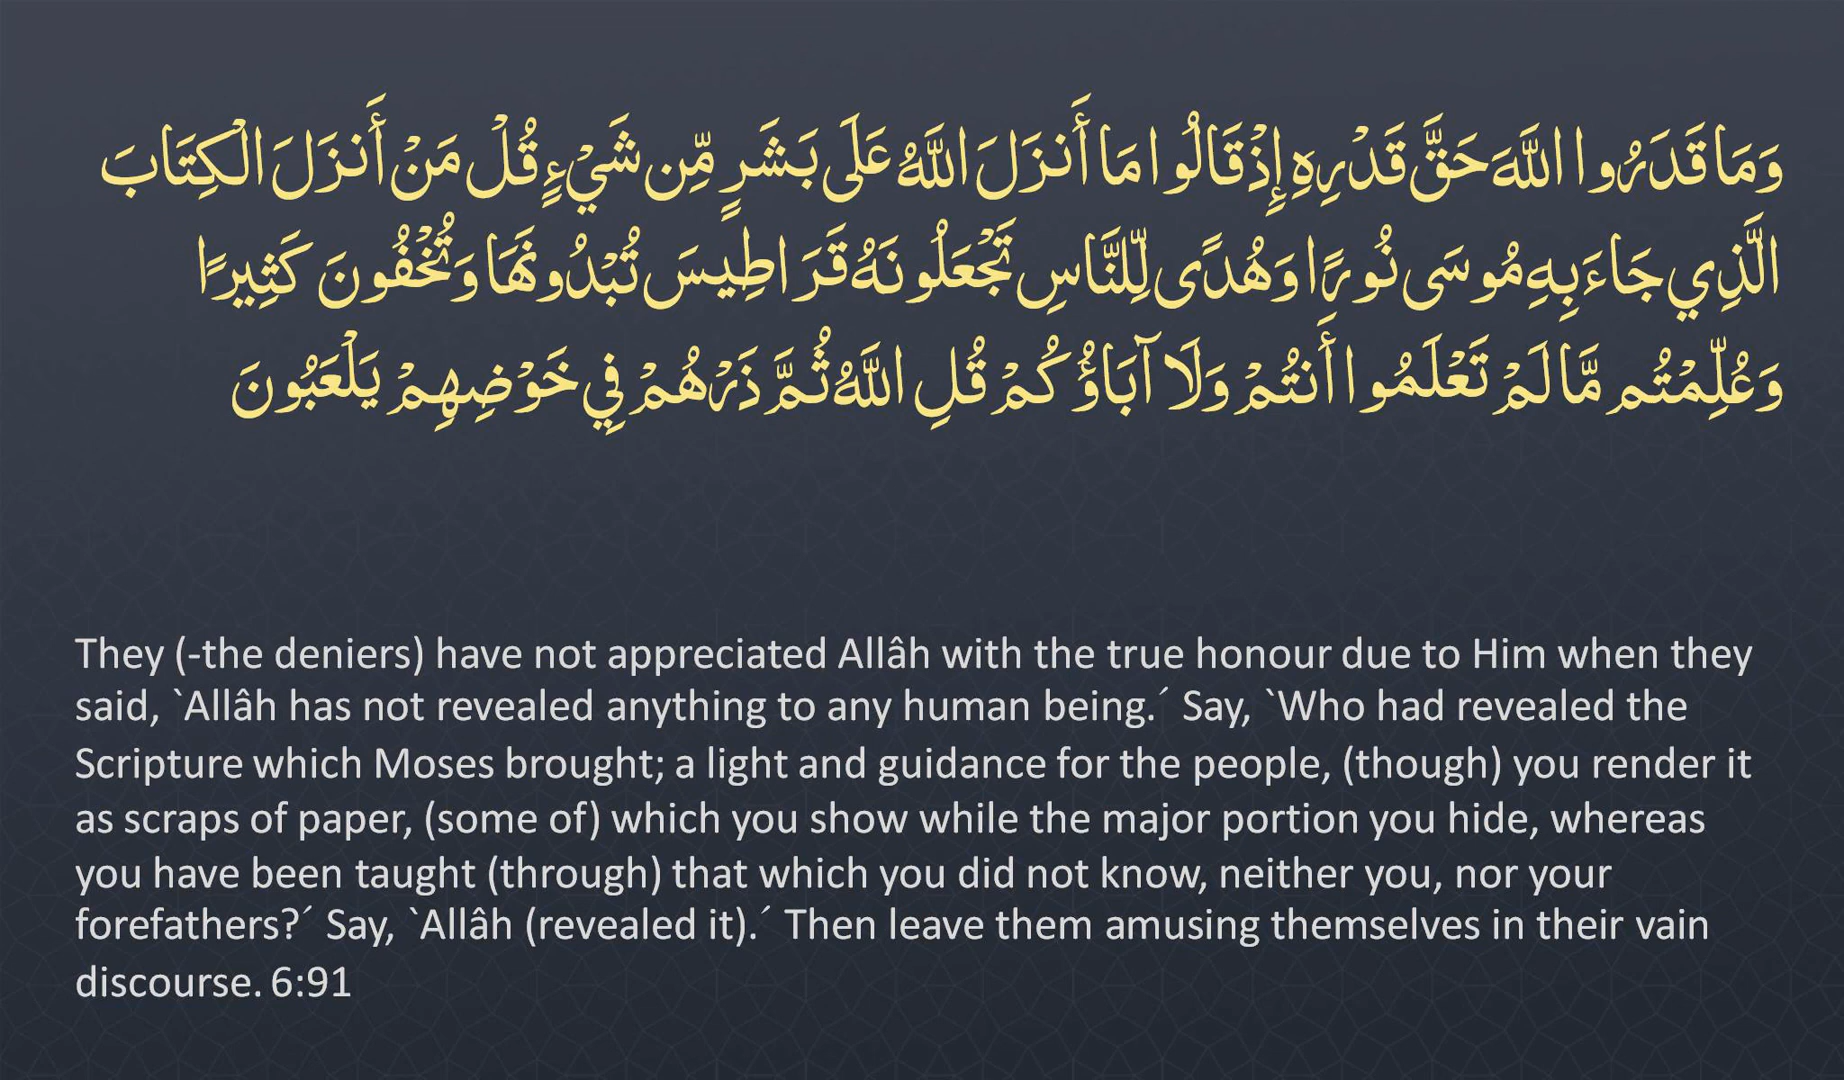 وَمَا قَدَرُوا اللَّهَ حَقَّ قَدْرِهِ إِذْ قَالُوا مَا أَنزَلَ اللَّهُ عَلَى بَشَرٍ مِّن شَيْءٍ قُلْ مَنْ أَنزَلَ الْكِتَابَ
الَّذِي جَاءَ بِهِ مُوسَى نُورًا وَهُدًى لِّلنَّاسِ تَجْعَلُونَهُ قَرَاطِيسَ تُبْدُونَهَا وَتُخْفُونَ كَثِيرًا
وَعُلِّمْتُم مَّا لَمْ تَعْلَمُوا أَنتُمْ وَلَا آبَاؤُكُمْ قُلِ اللَّهُ ثُمَّ ذَرْهُمْ فِي خَوْضِهِمْ يَلْعَبُونَ
They (-the deniers) have not appreciated Allâh with the true honour due to Him when they
said, `Allâh has not revealed anything to any human being.´ Say, `Who had revealed the
Scripture which Moses brought; a light and guidance for the people, (though) you render it
as scraps of paper, (some of) which you show while the major portion you hide, whereas
you have been taught (through) that which you did not know, neither you, nor your
forefathers?´ Say, `Allâh (revealed it).´ Then leave them amusing themselves in their vain
discourse. 6:91